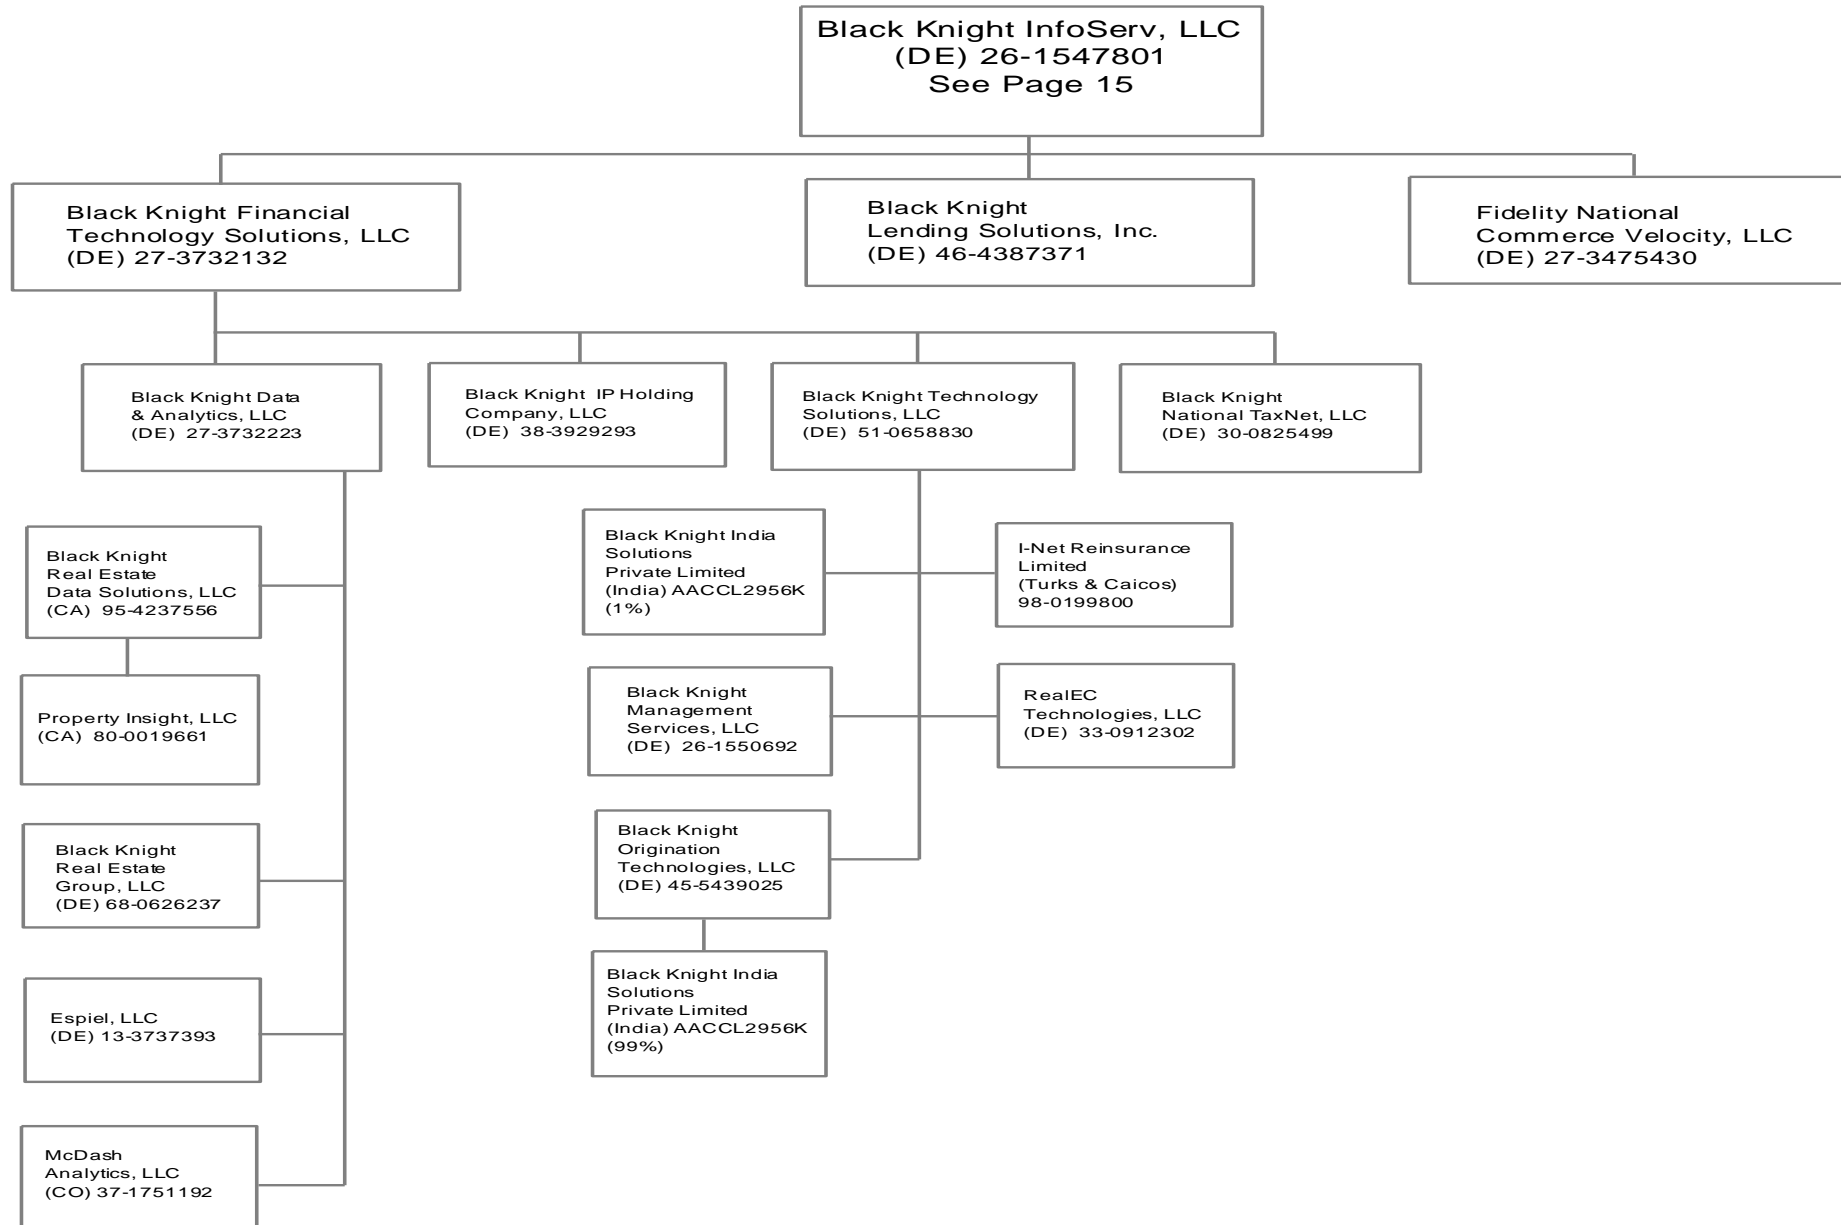 Black Knight InfoServ, LLC
(DE) 26-1547801
See Page 15
Black Knight Financial
Technology Solutions, LLC
(DE) 27-3732132
Black Knight
Lending Solutions, Inc.
(DE) 46-4387371
Fidelity National
Commerce Velocity, LLC
(DE) 27-3475430
Black Knight Data
& Analytics, LLC
(DE) 27-3732223
Black Knight IP Holding
Company, LLC
(DE) 38-3929293
Black Knight Technology
Solutions, LLC
(DE) 51-0658830
Black Knight
National TaxNet, LLC
(DE) 30-0825499
Black Knight
Real Estate
Data Solutions, LLC
(CA) 95-4237556
Property Insight, LLC
(CA) 80-0019661
Black Knight
Real Estate
Group, LLC
(DE) 68-0626237
Espiel, LLC
(DE) 13-3737393
McDash
Analytics, LLC
(CO) 37-1751192
Black Knight India
Solutions
Private Limited
(India) AACCL2956K
(1%)
I-Net Reinsurance
Limited
(Turks & Caicos)
98-0199800
Black Knight
Management
Services, LLC
(DE) 26-1550692
RealEC
Technologies, LLC
(DE) 33-0912302
Black Knight
Origination
Technologies, LLC
(DE) 45-5439025
Black Knight India
Solutions
Private Limited
(India) AACCL2956K
(99%)